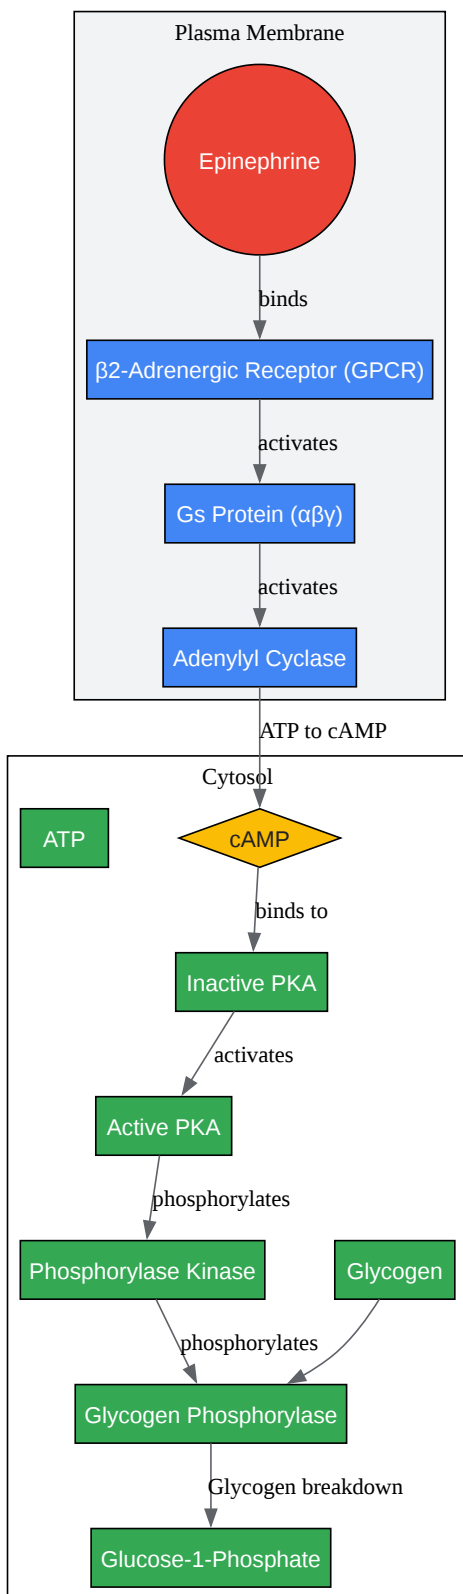 Plasma Membrane
Epinephrine
binds
β2-Adrenergic Receptor (GPCR)
activates
Gs Protein (αβγ)
activates
Adenylyl Cyclase
ATP to cAMP
Cytosol
ATP
cAMP
binds to
Inactive PKA
activates
Active PKA
phosphorylates
Phosphorylase Kinase
Glycogen
phosphorylates
Glycogen Phosphorylase
Glycogen breakdown
Glucose-1-Phosphate